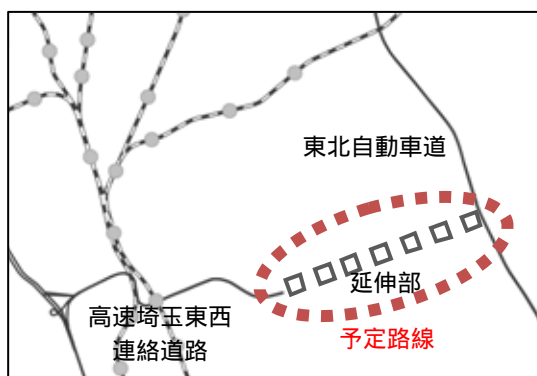 東北自動車道
延伸部
高速埼玉東西
連絡道路
予定路線